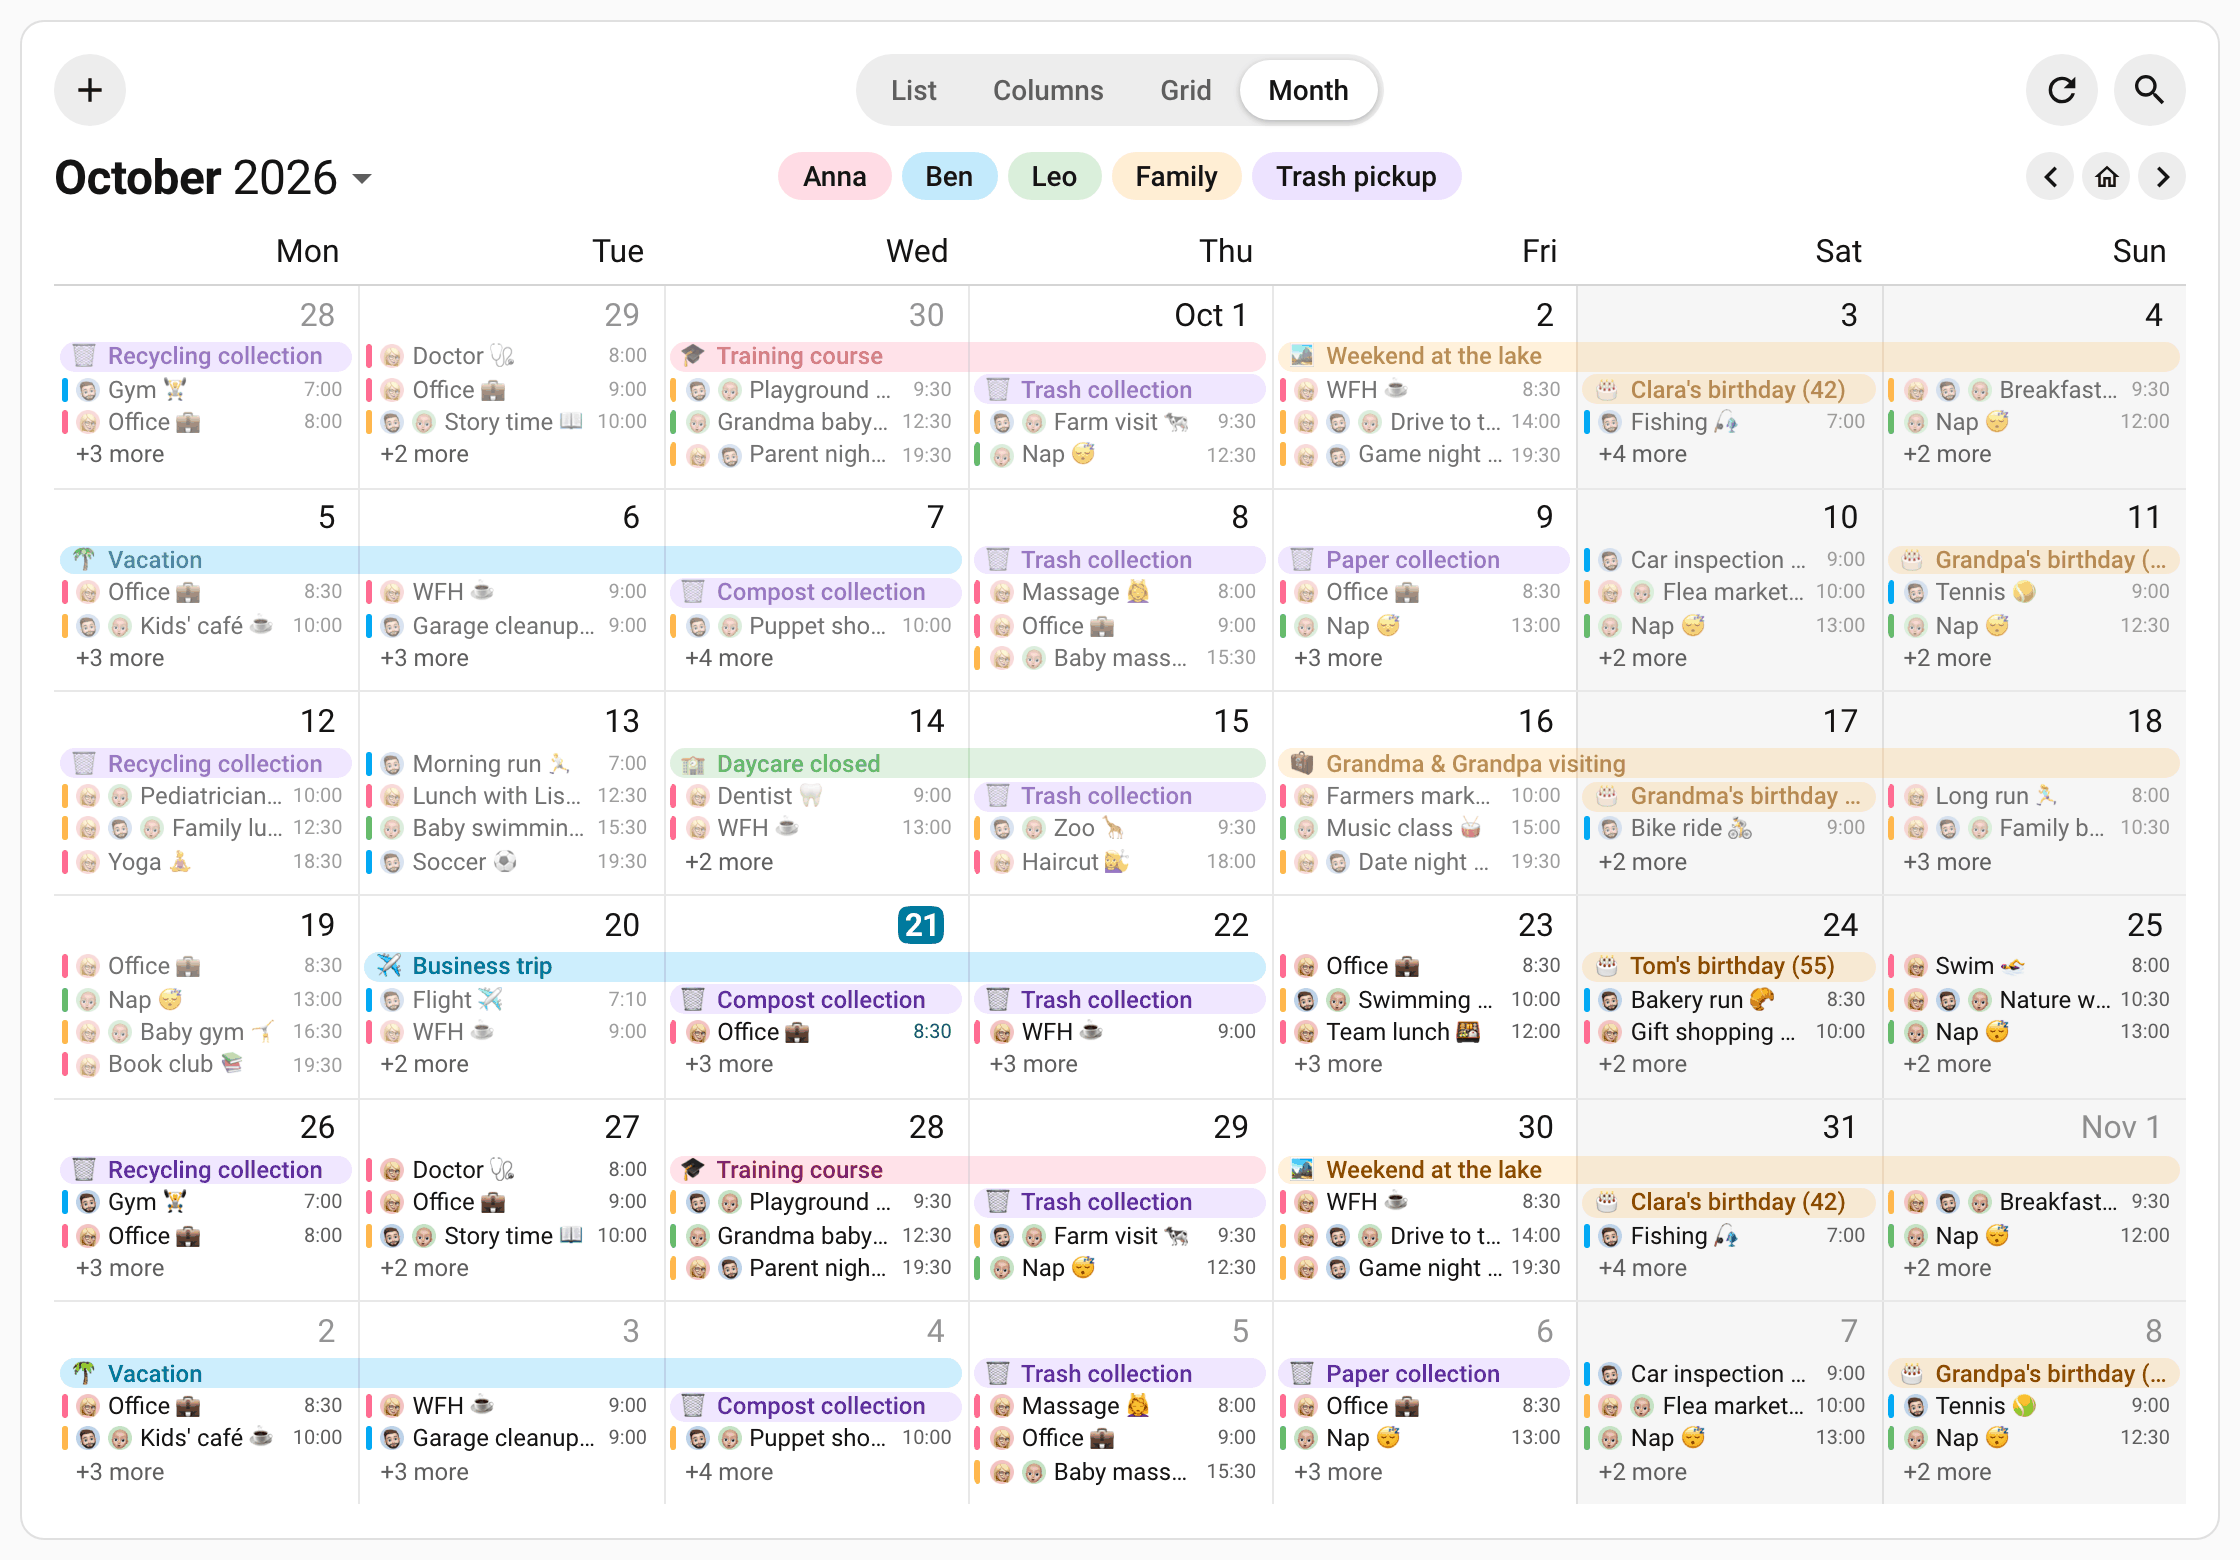 List Columns Grid Month
October 2026
Anna Ben Leo Family Trash pickup
Mon Tue Wed Thu Fri Sat Sun
28 29 30 Oct 1 2 3 4
Recycling collection Doctor 8:00 Training course Weekend at the lake
Gym 7:00 Office 9:00 Playground ... 9:30 Trash collection WFH 8:30 Clara's birthday (42) Breakfast... 9:30
Office 8:00 Story time 10:00 Grandma baby... 12:30 Farm visit 9:30 Drive to t... 14:00 Fishing 7:00 Nap 12:00
+3 more +2 more Parent nigh... 19:30 Nap 12:30 Game night ... 19:30 +4 more +2 more
5 6 7 8 9 10 11
Vacation Trash collection Paper collection Car inspection ... 9:00 Grandpa's birthday (...
Office 8:30 WFH 9:00 Compost collection Massage 8:00 Office 8:30 Flea market... 10:00 Tennis 9:00
Kids' café 10:00 Garage cleanup... 9:00 Puppet sho... 10:00 Office 9:00 Nap 13:00 Nap 13:00 Nap 12:30
+3 more +3 more +4 more Baby mass... 15:30 +3 more +2 more +2 more
12 13 14 15 16 17 18
Recycling collection Morning run 7:00 Daycare closed Grandma & Grandpa visiting
Pediatrician... 10:00 Lunch with Lis... 12:30 Dentist 9:00 Trash collection Farmers mark... 10:00 Grandma's birthday ... Long run 8:00
Family lu... 12:30 Baby swimmin... 15:30 WFH 13:00 Zoo 9:30 Music class 15:00 Bike ride 9:00 Family b... 10:30
Yoga 18:30 Soccer 19:30 +2 more Haircut 18:00 Date night ... 19:30 +2 more +3 more
19 20 21 22 23 24 25
Office 8:30 Business trip Office 8:30 Tom's birthday (55) Swim 8:00
Nap 13:00 Flight 7:10 Compost collection Trash collection Swimming ... 10:00 Bakery run 8:30 Nature w... 10:30
Baby gym 16:30 WFH 9:00 Office 8:30 WFH 9:00 Team lunch 12:00 Gift shopping ... 10:00 Nap 13:00
Book club 19:30 +2 more +3 more +3 more +3 more +2 more +2 more
26 27 28 29 30 31 Nov 1
Recycling collection Doctor 8:00 Training course Weekend at the lake
Gym 7:00 Office 9:00 Playground ... 9:30 Trash collection WFH 8:30 Clara's birthday (42) Breakfast... 9:30
Office 8:00 Story time 10:00 Grandma baby... 12:30 Farm visit 9:30 Drive to t... 14:00 Fishing 7:00 Nap 12:00
+3 more +2 more Parent nigh... 19:30 Nap 12:30 Game night ... 19:30 +4 more +2 more
2 3 4 5 6 7 8
Vacation Trash collection Paper collection Car inspection ... 9:00 Grandpa's birthday (...
Office 8:30 WFH 9:00 Compost collection Massage 8:00 Office 8:30 Flea market... 10:00 Tennis 9:00
Kids' café 10:00 Garage cleanup... 9:00 Puppet sho... 10:00 Office 9:00 Nap 13:00 Nap 13:00 Nap 12:30
+3 more +3 more +4 more Baby mass... 15:30 +3 more +2 more +2 more